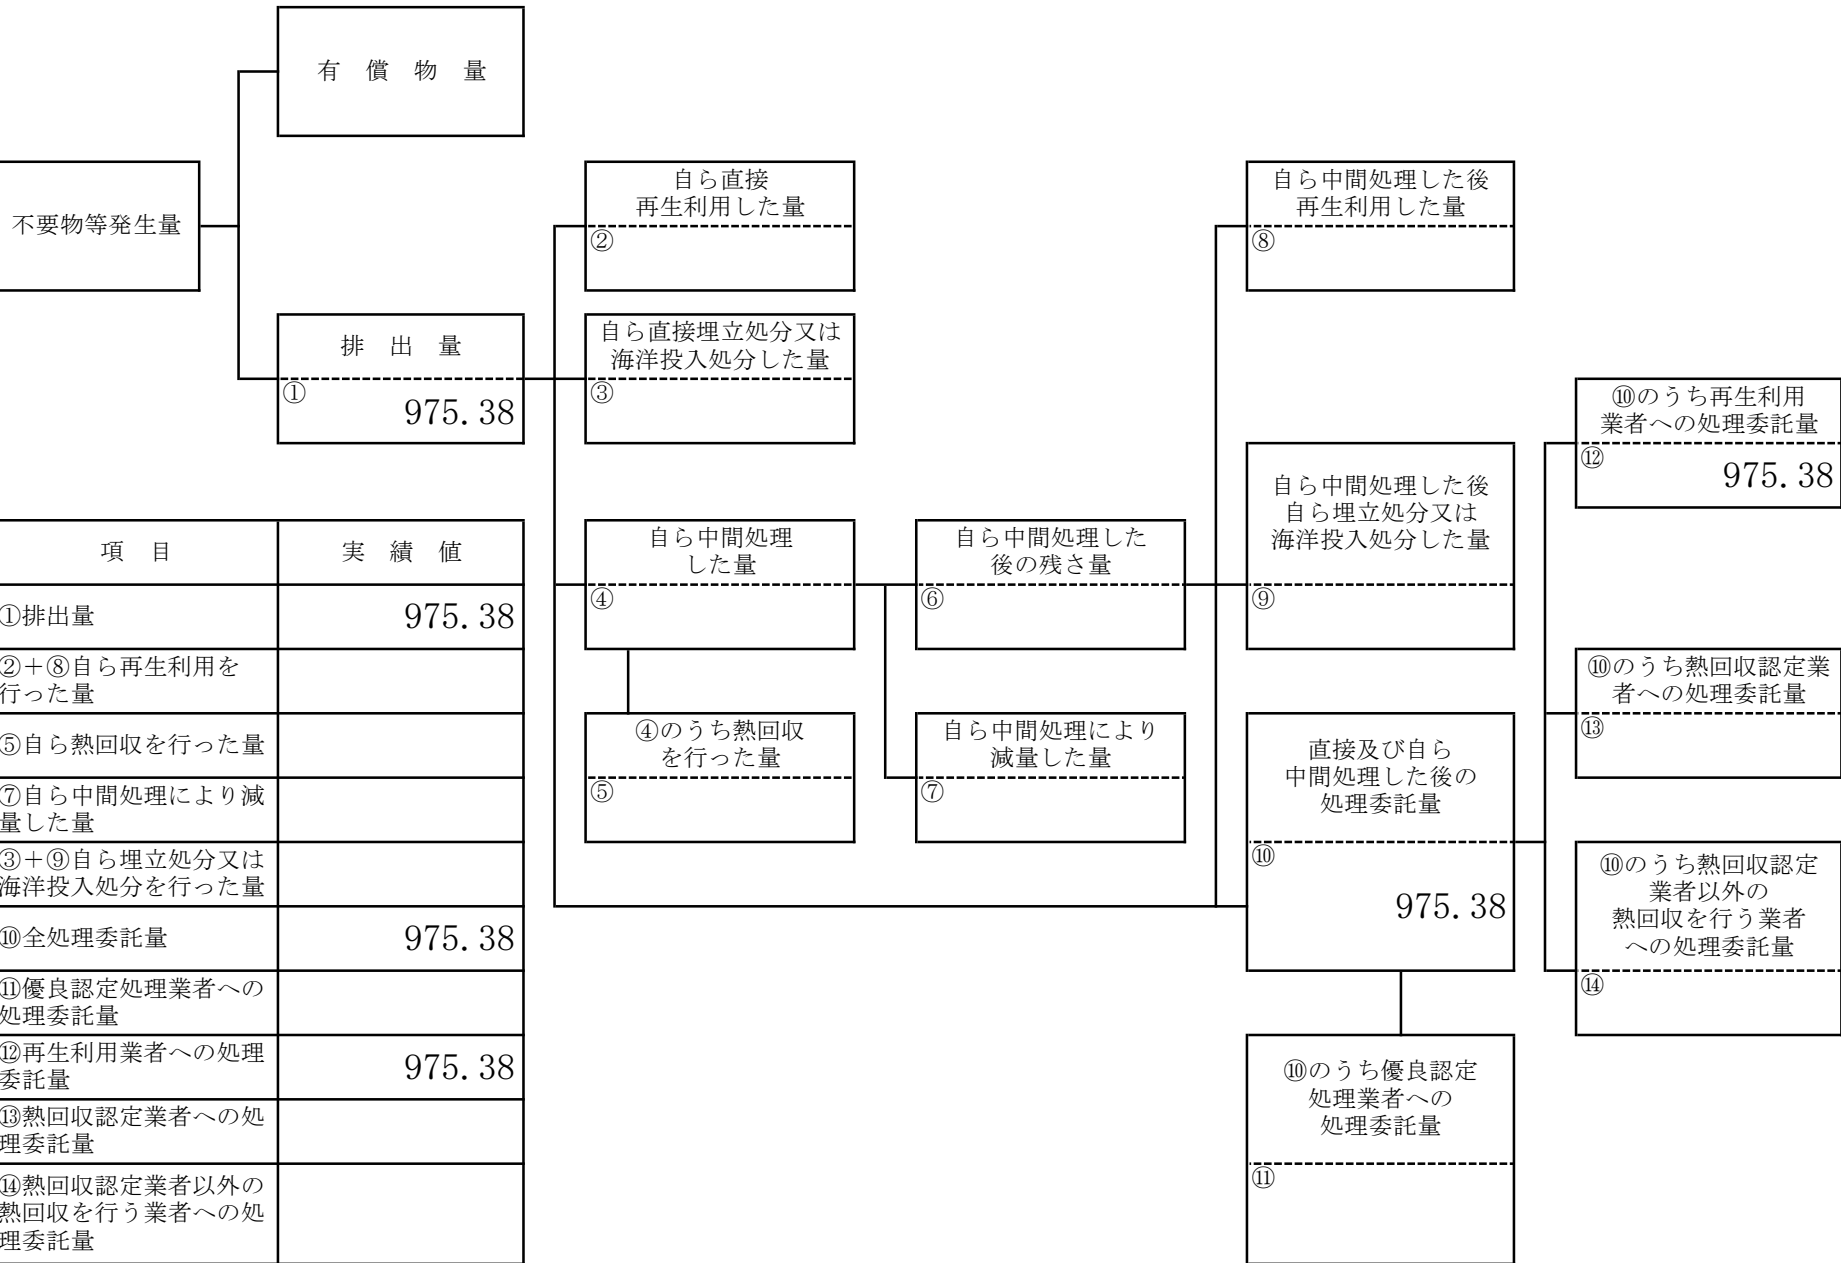 有 償 物 量
不要物等発生量
排 出 量
①
975.38
自ら直接
再生利用した量
②
自ら直接埋立処分又は
海洋投入処分した量
③
自ら中間処理
した量
④
④のうち熱回収
を行った量
⑤
自ら中間処理した
後の残さ量
⑥
自ら中間処理により
減量した量
⑦
自ら中間処理した後
再生利用した量
⑧
自ら中間処理した後
自ら埋立処分又は
海洋投入処分した量
⑨
直接及び自ら
中間処理した後の
処理委託量
⑩
975.38
⑩のうち優良認定
処理業者への
処理委託量
⑪
⑩のうち再生利用
業者への処理委託量
⑫
975.38
⑩のうち熱回収認定業
者への処理委託量
⑬
⑩のうち熱回収認定
業者以外の
熱回収を行う業者
への処理委託量
⑭
項 目 実 績 値
①排出量 975.38
②+⑧自ら再生利用を
行った量
⑤自ら熱回収を行った量
⑦自ら中間処理により減
量した量
③+⑨自ら埋立処分又は
海洋投入処分を行った量
⑩全処理委託量 975.38
⑪優良認定処理業者への
処理委託量
⑫再生利用業者への処理
委託量 975.38
⑬熱回収認定業者への処
理委託量
⑭熱回収認定業者以外の
熱回収を行う業者への処
理委託量